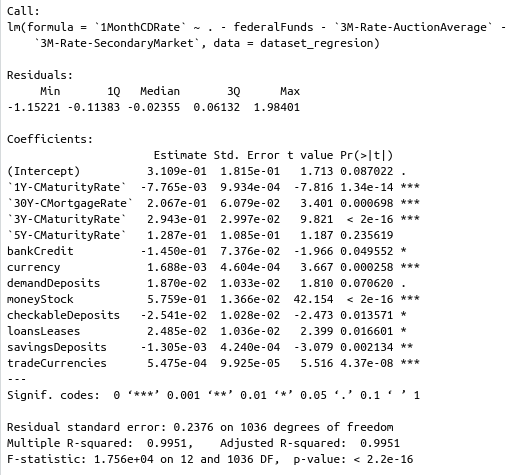 Call:
lm(formula = `1MonthCDRate` ~ . - federalFunds - `3M-Rate-AuctionAverage` -
    `3M-Rate-SecondaryMarket`, data = dataset_regresion)
Residuals:
     Min       1Q   Median       3Q      Max
-1.15221 -0.11383 -0.02355  0.06132  1.98401
Coefficients:
                      Estimate Std. Error t value Pr(>|t|)
(Intercept)          3.109e-01  1.815e-01   1.713 0.087022 .
`1Y-CMaturityRate`  -7.765e-03  9.934e-04  -7.816 1.34e-14 ***
`30Y-CMortgageRate`  2.067e-01  6.079e-02   3.401 0.000698 ***
`3Y-CMaturityRate`   2.943e-01  2.997e-02   9.821  < 2e-16 ***
`5Y-CMaturityRate`   1.287e-01  1.085e-01   1.187 0.235619
bankCredit          -1.450e-01  7.376e-02  -1.966 0.049552 *
currency             1.688e-03  4.604e-04   3.667 0.000258 ***
demandDeposits       1.870e-02  1.033e-02   1.810 0.070620 .
moneyStock           5.759e-01  1.366e-02  42.154  < 2e-16 ***
checkableDeposits   -2.541e-02  1.028e-02  -2.473 0.013571 *
loansLeases          2.485e-02  1.036e-02   2.399 0.016601 *
savingsDeposits     -1.305e-03  4.240e-04  -3.079 0.002134 **
tradeCurrencies      5.475e-04  9.925e-05   5.516 4.37e-08 ***
---
Signif. codes:  0 ‘***’ 0.001 ‘**’ 0.01 ‘*’ 0.05 ‘.’ 0.1 ‘ ’ 1
Residual standard error: 0.2376 on 1036 degrees of freedom
Multiple R-squared:  0.9951,    Adjusted R-squared:  0.9951
F-statistic: 1.756e+04 on 12 and 1036 DF,  p-value: < 2.2e-16